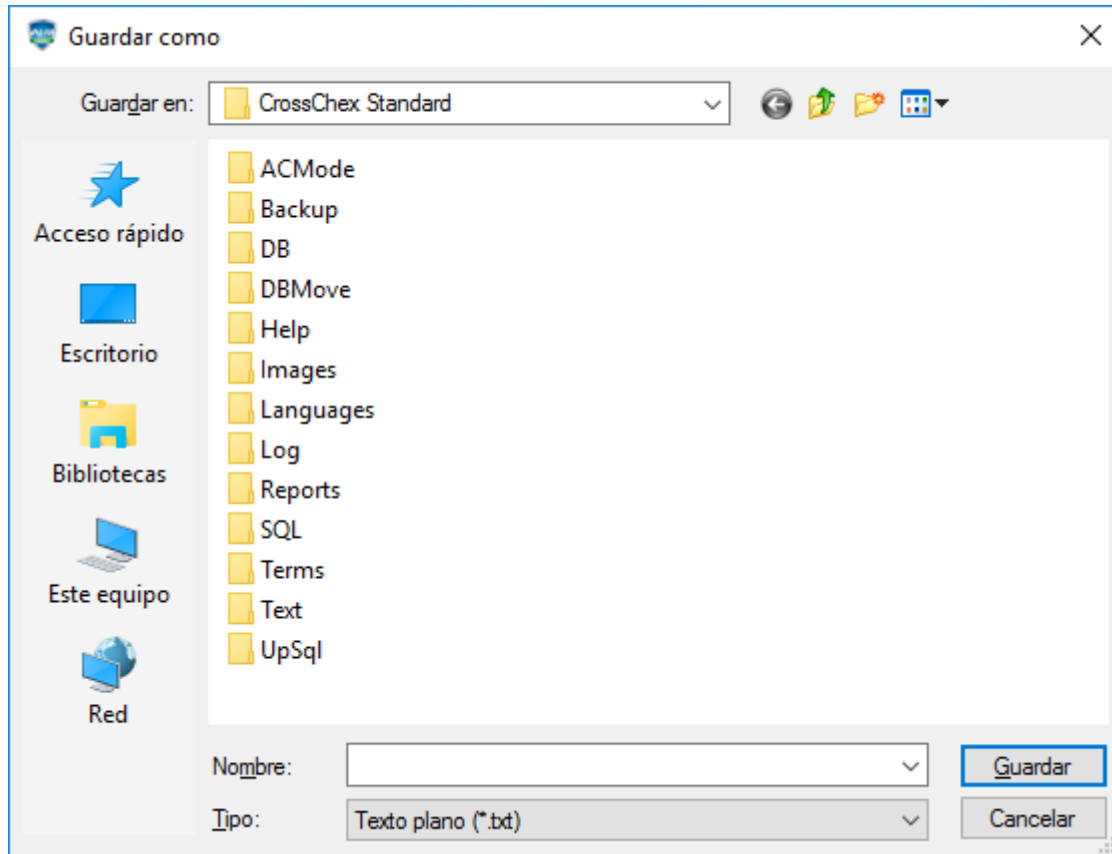 Guardar como
Guardar en: CrossChex Standard
Acceso rápido
Escritorio
Bibliotecas
Este equipo
Red
ACMode
Backup
DB
DBMove
Help
Images
Languages
Log
Reports
SQL
Terms
Text
UpSql
Nombre: Guardar
Tipo: Texto plano (*.txt) Cancelar